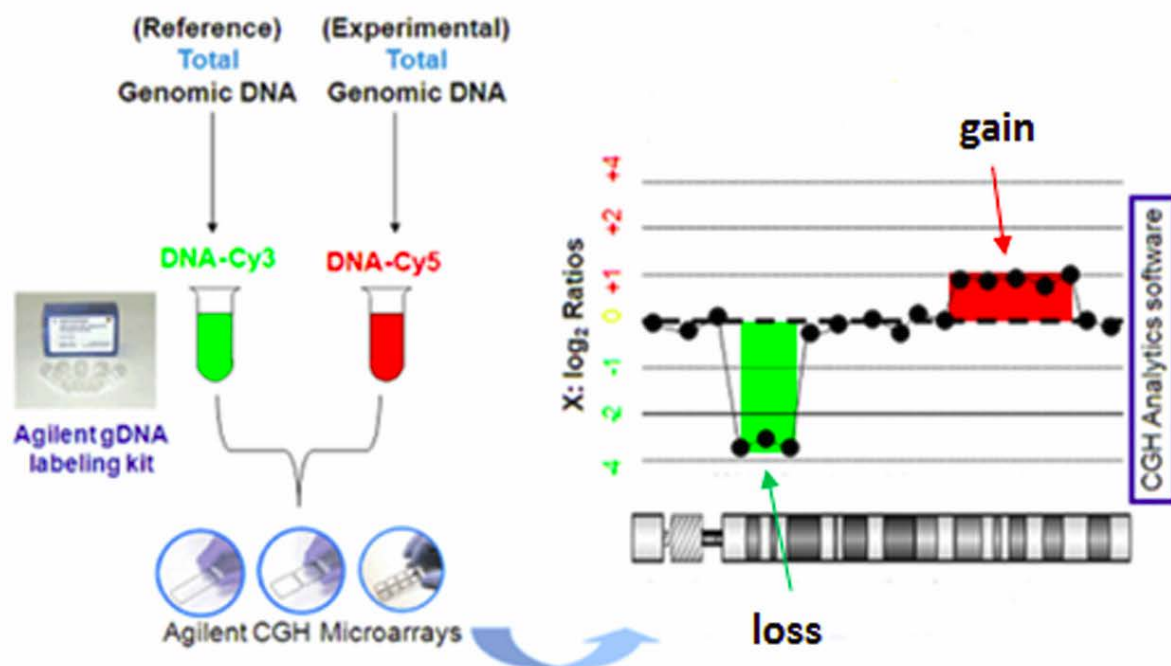 (Reference)
Total
Genomic DNA
(Experimental)
Total
Genomic DNA
DNA-Cy3
DNA-Cy5
Agilent gDNA
labeling kit
Agilent CGH Microarrays
gain
X: log₂ Ratios
+4
+2
+1
0
-1
-2
-4
CGH Analytics software
loss